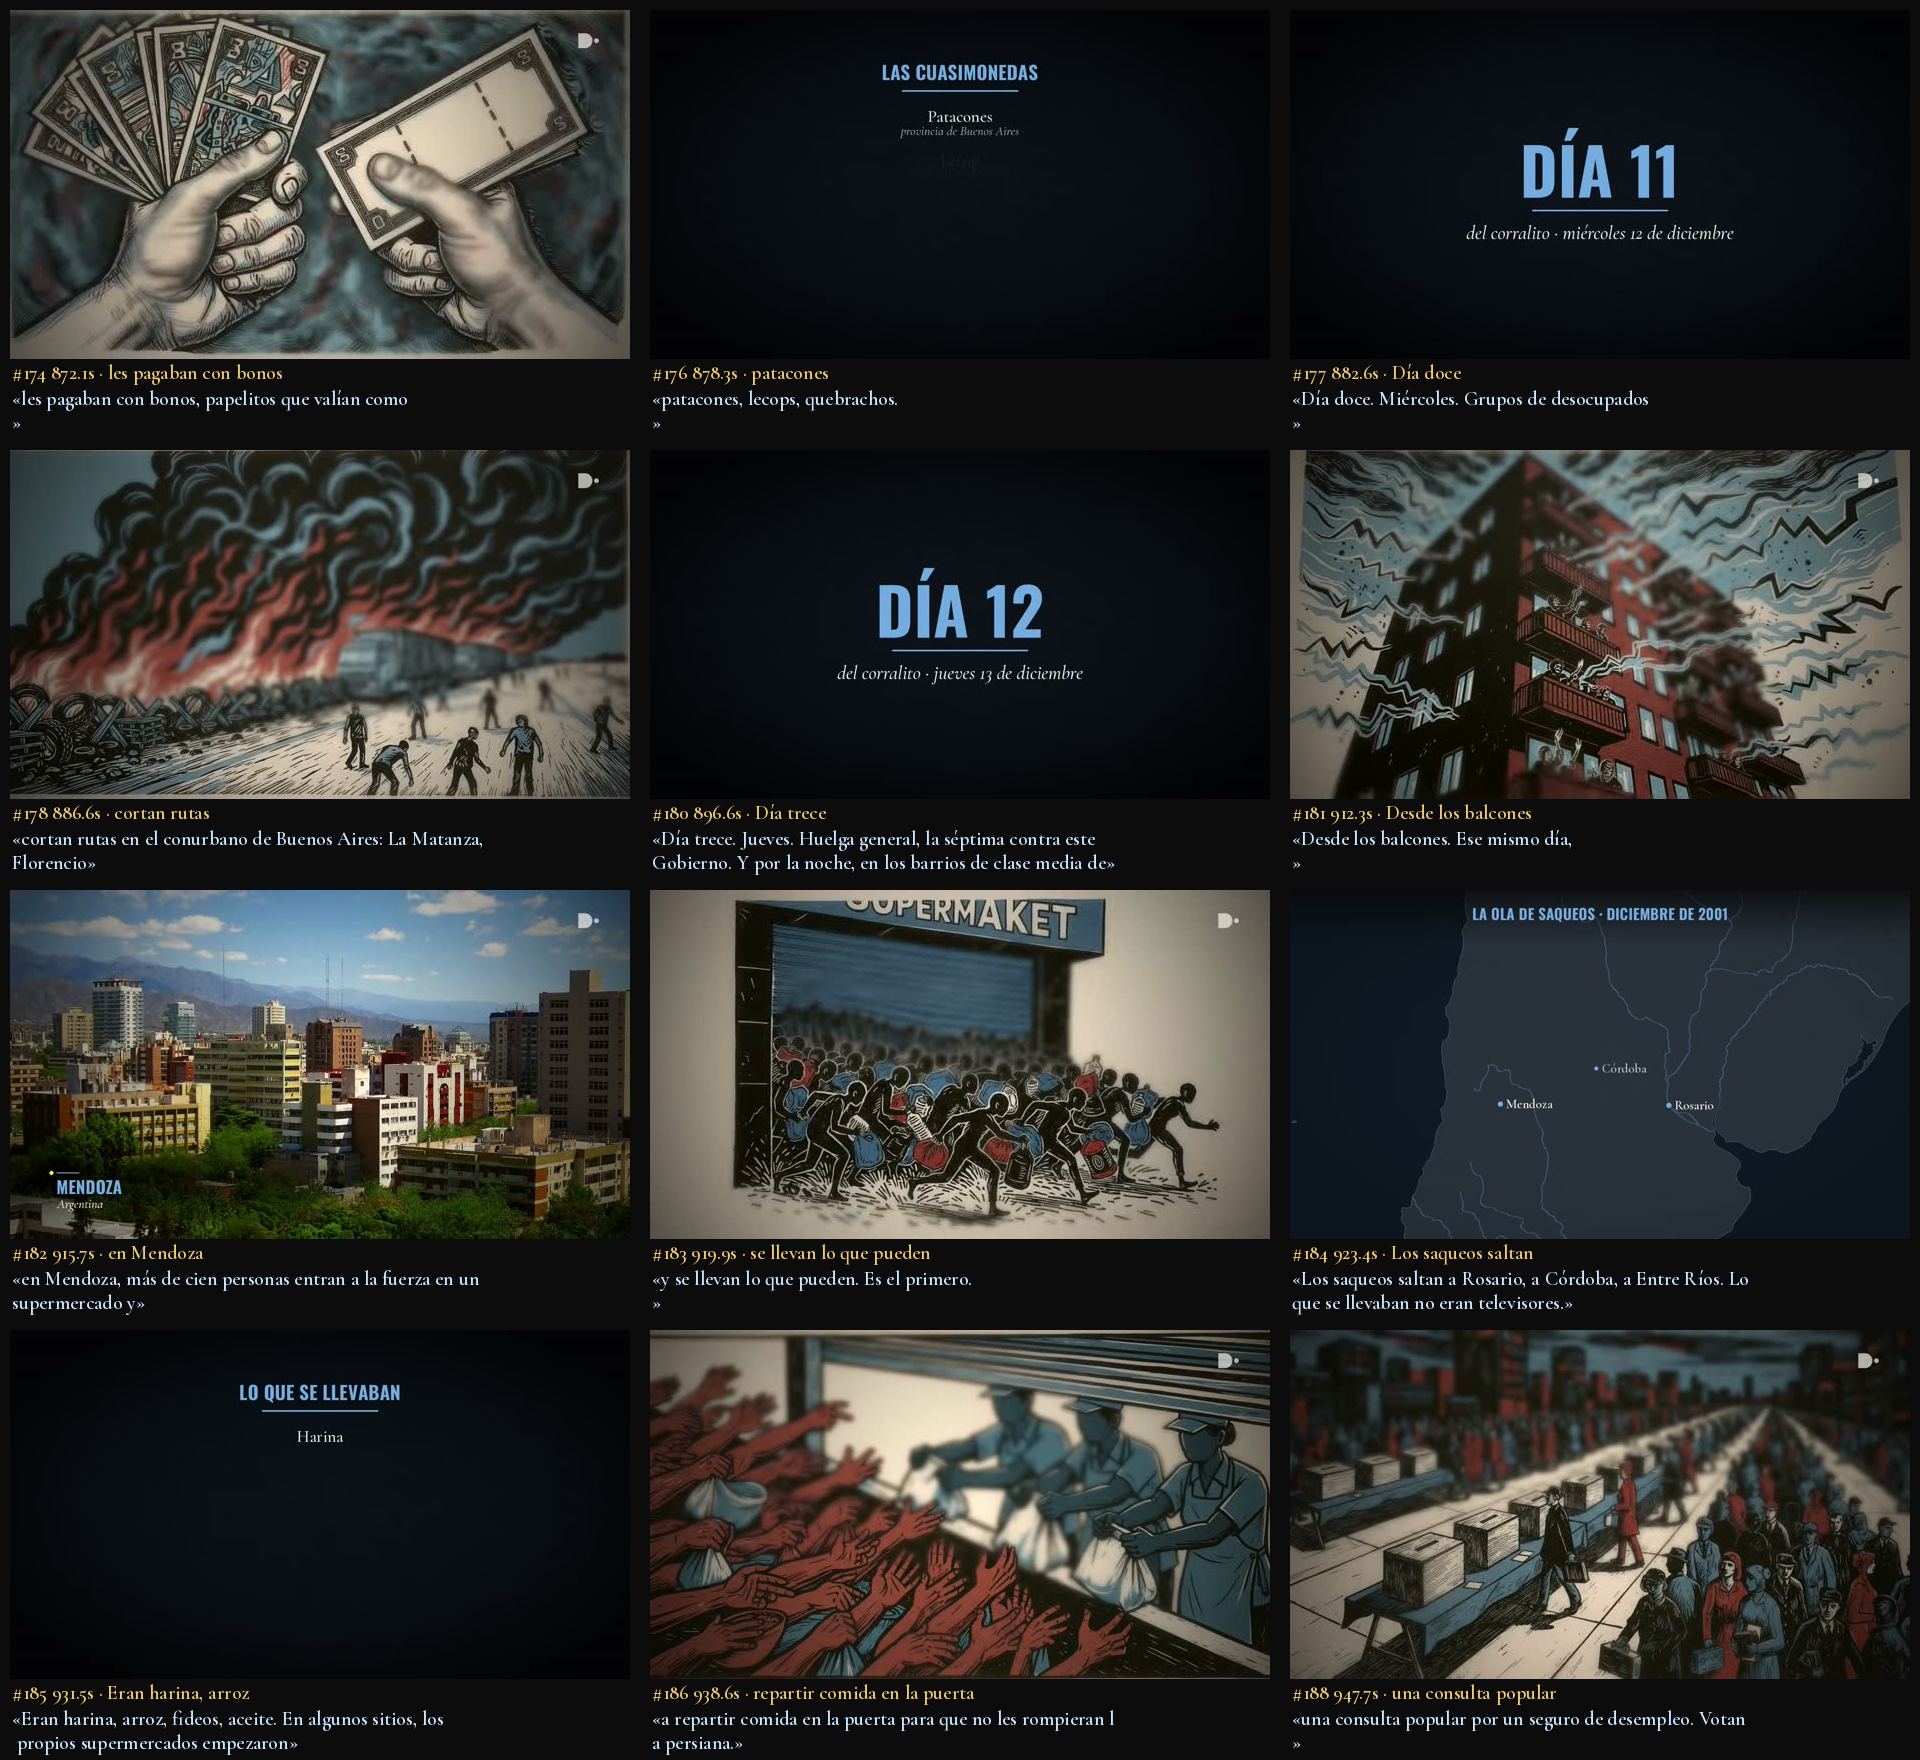 LAS CUASIMONEDAS
Patacones
provincia de Buenos Aires
DÍA 11
del corralito · miércoles 12 de diciembre
#174 872.1s · les pagaban con bonos
«les pagaban con bonos, papelitos que valían como
»
#176 878.3s · patacones
«patacones, lecops, quebrachos.
»
#177 882.6s · Día doce
«Día doce. Miércoles. Grupos de desocupados
»
DÍA 12
del corralito · jueves 13 de diciembre
#178 886.6s · cortan rutas
«cortan rutas en el conurbano de Buenos Aires: La Matanza,
Florencio»
#180 896.6s · Día trece
«Día trece. Jueves. Huelga general, la séptima contra este
Gobierno. Y por la noche, en los barrios de clase media de»
#181 912.3s · Desde los balcones
«Desde los balcones. Ese mismo día,
»
MENDOZA
Argentina
SUPERMAKET
LA OLA DE SAQUEOS · DICIEMBRE DE 2001
Córdoba
Mendoza
Rosario
#182 915.7s · en Mendoza
«en Mendoza, más de cien personas entran a la fuerza en un
supermercado y»
#183 919.9s · se llevan lo que pueden
«y se llevan lo que pueden. Es el primero.
»
#184 923.4s · Los saqueos saltan
«Los saqueos saltan a Rosario, a Córdoba, a Entre Ríos. Lo
que se llevaban no eran televisores.»
LO QUE SE LLEVABAN
Harina
#185 931.5s · Eran harina, arroz
«Eran harina, arroz, fideos, aceite. En algunos sitios, los
propios supermercados empezaron»
#186 938.6s · repartir comida en la puerta
«a repartir comida en la puerta para que no les rompieran l
a persiana.»
#188 947.7s · una consulta popular
«una consulta popular por un seguro de desempleo. Votan
»